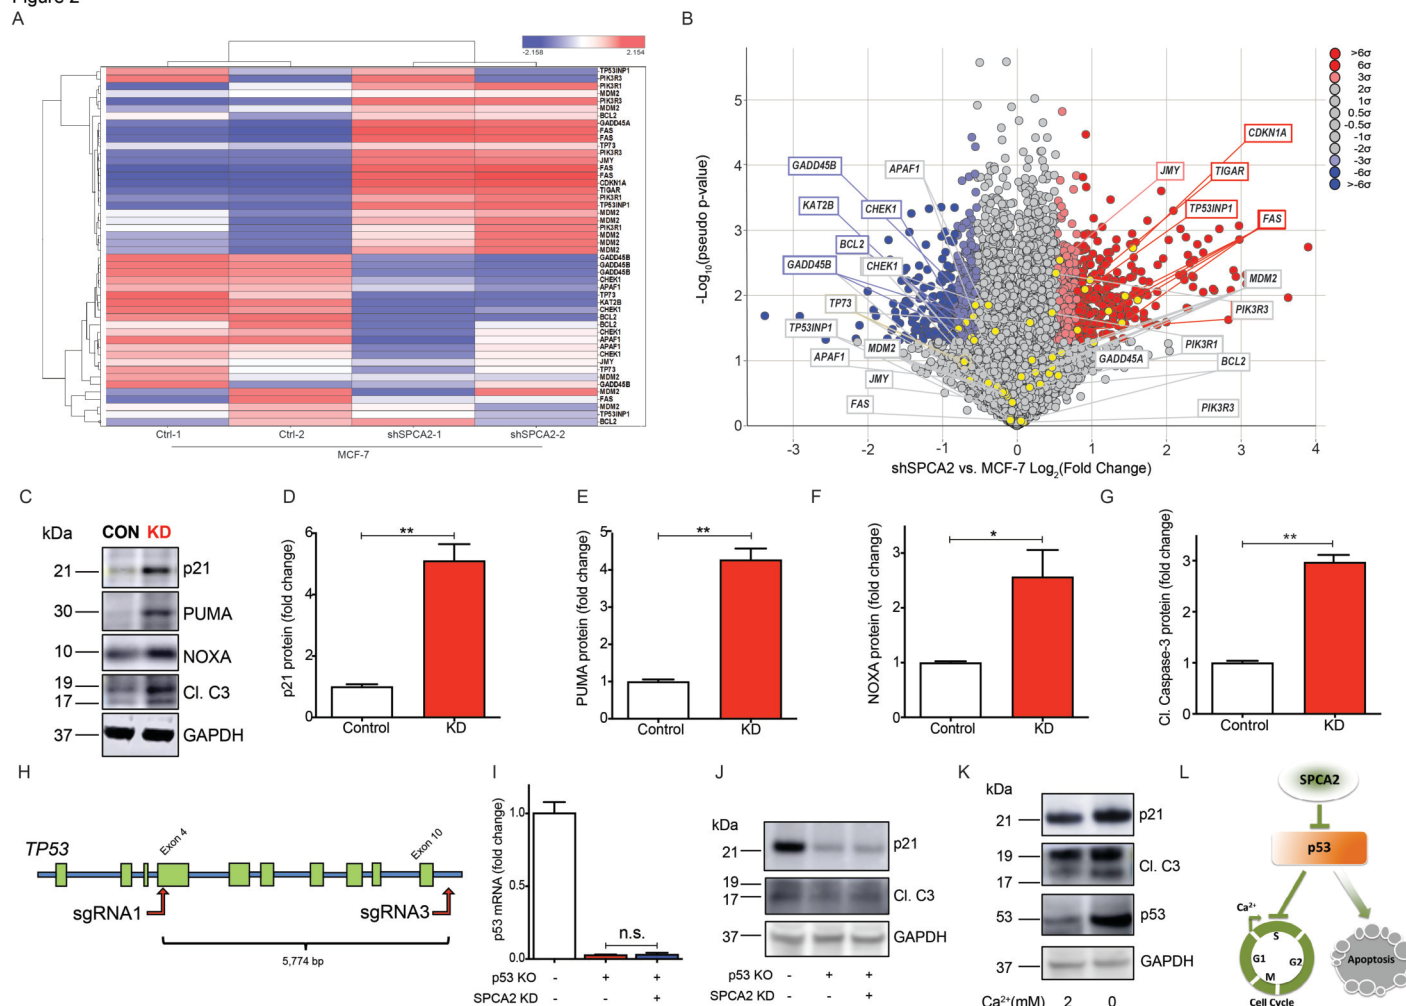 Figure 2
A
-2.158
2.154
TP53INP1
PIK3R3
PIK3R1
MDM2
PIK3R3
MDM2
BCL2
GADD45A
FAS
FAS
TP73
PIK3R3
JMY
FAS
FAS
CDKN1A
TIGAR
PIK3R1
TP53INP1
MDM2
MDM2
PIK3R1
MDM2
MDM2
MDM2
GADD45B
GADD45B
GADD45B
CHEK1
APAF1
TP73
KAT2B
CHEK1
BCL2
BCL2
CHEK1
APAF1
APAF1
CHEK1
JMY
TP73
MDM2
GADD45B
MDM2
FAS
MDM2
TP53INP1
BCL2
Ctrl-1
Ctrl-2
shSPCA2-1
shSPCA2-2
MCF-7
B
-Log10(pseudo p-value)
5
4
3
2
1
0
-3
-2
-1
0
1
2
3
4
shSPCA2 vs. MCF-7 Log2(Fold Change)
>6σ
6σ
3σ
2σ
1σ
0.5σ
-0.5σ
-1σ
-2σ
-3σ
-6σ
>-6σ
CDKN1A
GADD45B
APAF1
JMY
TIGAR
KAT2B
CHEK1
TP53INP1
FAS
BCL2
GADD45B
CHEK1
MDM2
TP73
PIK3R3
TP53INP1
MDM2
PIK3R1
APAF1
GADD45A
BCL2
JMY
FAS
PIK3R3
C
kDa
CON KD
21
p21
30
PUMA
10
NOXA
19
17
Cl. C3
37
GAPDH
D
p21 protein (fold change)
6
4
2
0
**
Control
KD
E
PUMA protein (fold change)
5
4
3
2
1
0
**
Control
KD
F
NOXA protein (fold change)
3
2
1
0
*
Control
KD
G
Cl. Caspase-3 protein (fold change)
3
2
1
0
**
Control
KD
H
TP53
Exon 4
Exon 10
sgRNA1
sgRNA3
5,774 bp
I
p53 mRNA (fold change)
1.0
0.5
0.0
n.s.
p53 KO - + +
SPCA2 KD - - +
J
kDa
21
p21
19
17
Cl. C3
37
GAPDH
p53 KO - + +
SPCA2 KD - - +
K
kDa
21
p21
19
17
Cl. C3
53
p53
37
GAPDH
Ca2+(mM) 2 0
L
SPCA2
p53
Ca2+
S
G1
G2
M
Cell Cycle
Apoptosis